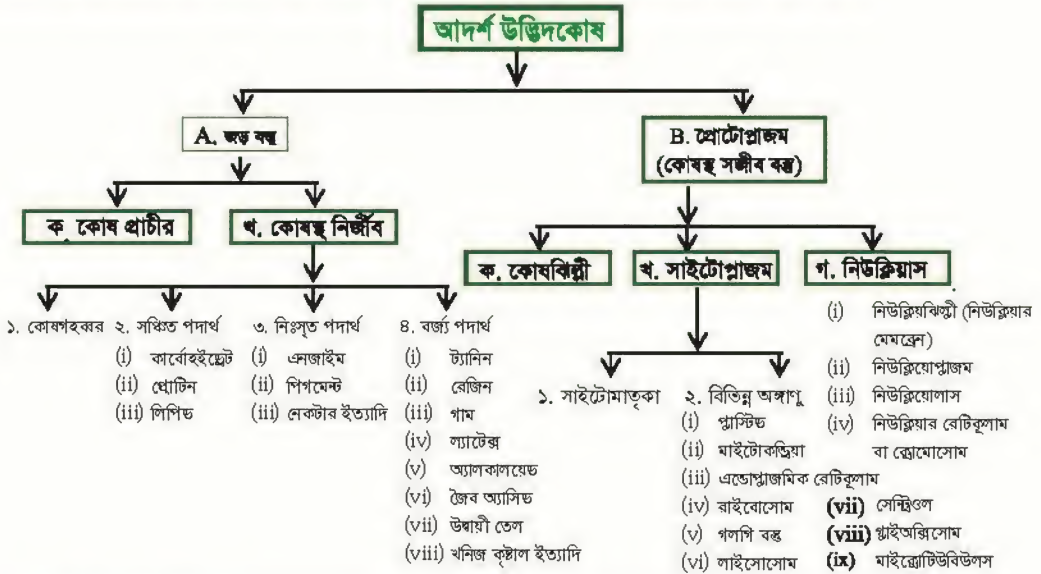 আদর্শ উদ্ভিদকোষ
A. জড় বস্তু
B. প্রোটোপ্লাজম
(কোষস্থ সজীব বস্তু)
ক. কোষ প্রাচীর
খ. কোষস্থ নির্জীব
ক. কোষঝিল্লী
খ. সাইটোপ্লাজম
গ. নিউক্লিয়াস
১. কোষগহ্বর
২. সঞ্চিত পদার্থ
(i) কার্বোহাইড্রেট
(ii) প্রোটিন
(iii) লিপিড
৩. নিঃসৃত পদার্থ
(i) এনজাইম
(ii) পিগমেন্ট
(iii) নেকটার ইত্যাদি
৪. বর্জ্য পদার্থ
(i) ট্যানিন
(ii) রেজিন
(iii) গাম
(iv) ল্যাটেক্স
(v) অ্যালকালয়েড
(vi) জৈব অ্যাসিড
(vii) উদ্বায়ী তেল
(viii) খনিজ কৃস্টাল ইত্যাদি
১. সাইটোমাতৃকা
২. বিভিন্ন অঙ্গাণু
(i) প্লাস্টিড
(ii) মাইটোকন্ড্রিয়া
(iii) এন্ডোপ্লাজমিক রেটিকুলাম
(iv) রাইবোসোম
(v) গলগি বস্তু
(vi) লাইসোসোম
(vii) সেন্ট্রিওল
(viii) গ্লাইঅক্সিসোম
(ix) মাইক্রোটিউবিউলস
(i) নিউক্লিয়ঝিল্লী (নিউক্লিয়ার
মেমব্রেন)
(ii) নিউক্লিয়োপ্লাজম
(iii) নিউক্লিয়োলাস
(iv) নিউক্লিয়ার রেটিকুলাম
বা ক্রোমোসোম